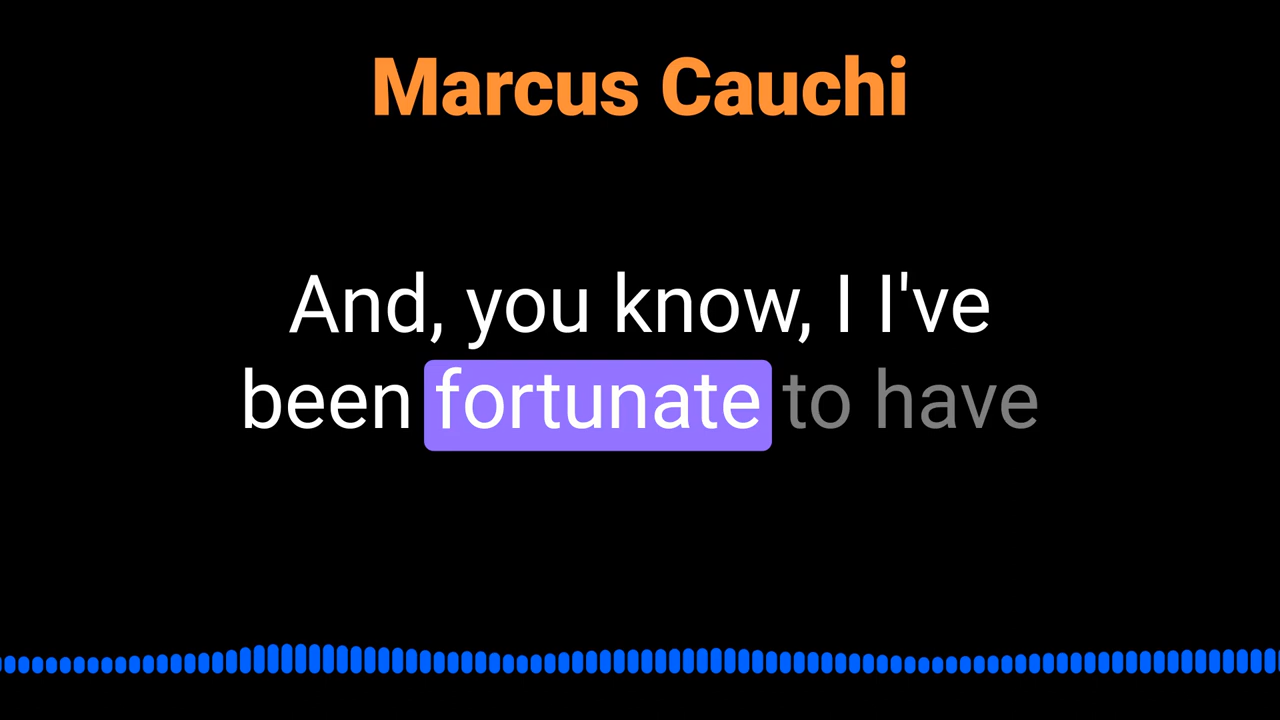 Marcus Cauchi
And, you know, I I've
been fortunate to have